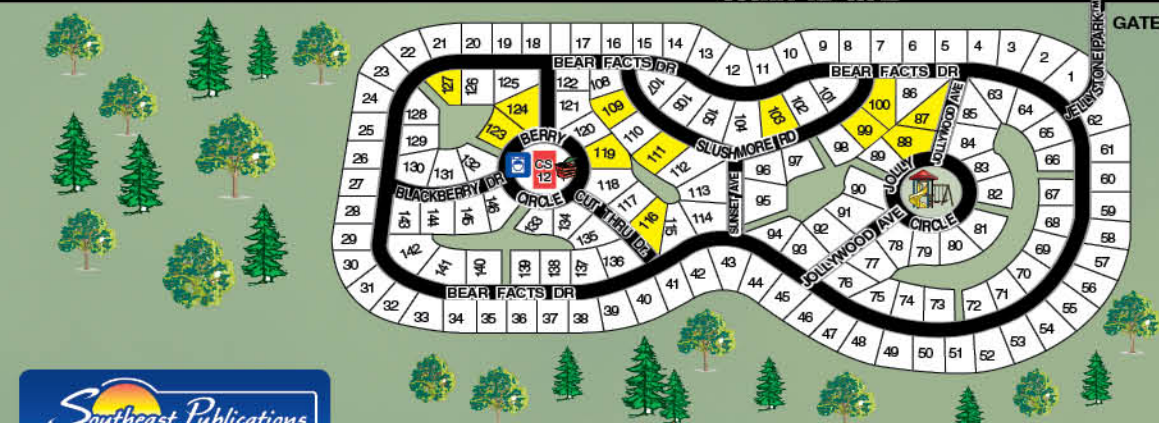 GATE
JELLYSTONE PARK™
22 21 20 19 18 17 16 15 14 13 12 11 10 9 8 7 6 5 4 3 2 1
BEAR FACTS DR
BEAR FACTS DR
23 24 25 26 27 28 29 30 31 32 33 34 35 36 37 38 39 40 41 42 43 44 45 46 47 48 49 50 51 52 53 54 55 56 57 58 59 60 61 62
127 126 125 124 123
122 108 121 109 120 110 119 111 112
107 106 105 104 103 102 101
SLUSHMORE RD
100 86 87 99 88 98 89
JOLLYWOOD AVE
85 63 64 65 84 66 83 82 67 68 69 70 71 72
128 129 130 131 132
BERRY
CS
12
CIRCLE
BLACKBERRY DR
143 144 145 146 133 134
118 117 116 115 114 113
CUT THRU DR
96 97 95
SUNSET AVE
94 93 92 91 90
JOLLY
CIRCLE
JOLLYWOOD AVE
81 80 79 78 77 76 75 74 73
142 141 140 139 138 137 136 135
BEAR FACTS DR
Southeast Publications